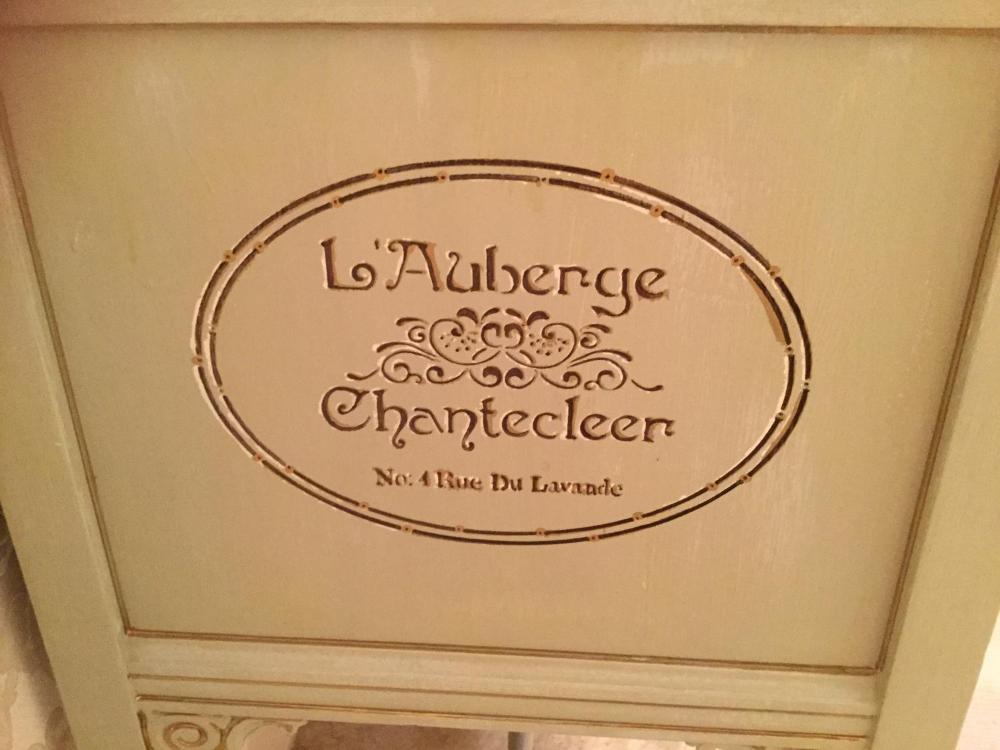 L'Auberge
Chantecleer
No: 4 Rue Du Lavande